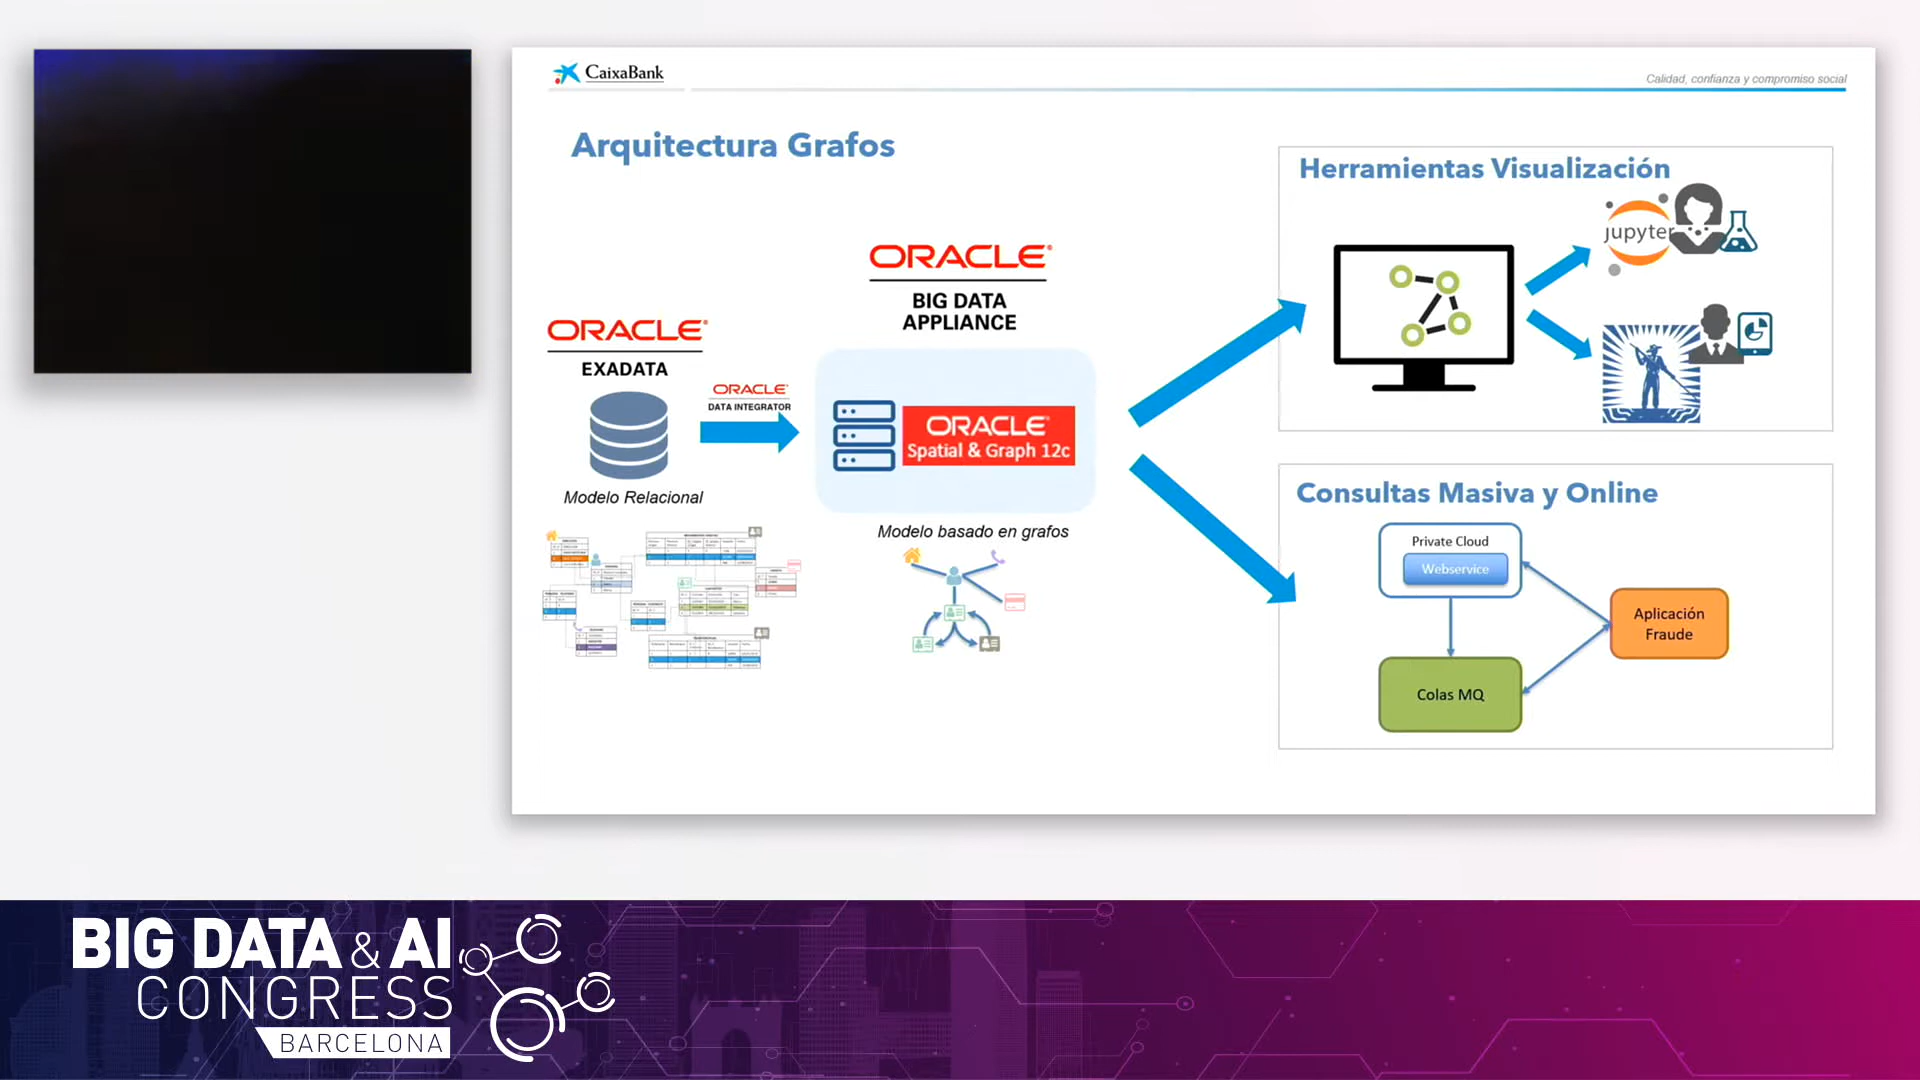 CaixaBank
Calidad, confianza y compromiso social
Arquitectura Grafos
ORACLE
EXADATA
Modelo Relacional
ORACLE
DATA INTEGRATOR
ORACLE
BIG DATA
APPLIANCE
ORACLE
Spatial & Graph 12c
Modelo basado en grafos
Herramientas Visualización
jupyter
Consultas Masiva y Online
Private Cloud
Webservice
Aplicación
Fraude
Colas MQ
BIG DATA & AI
CONGRESS
BARCELONA